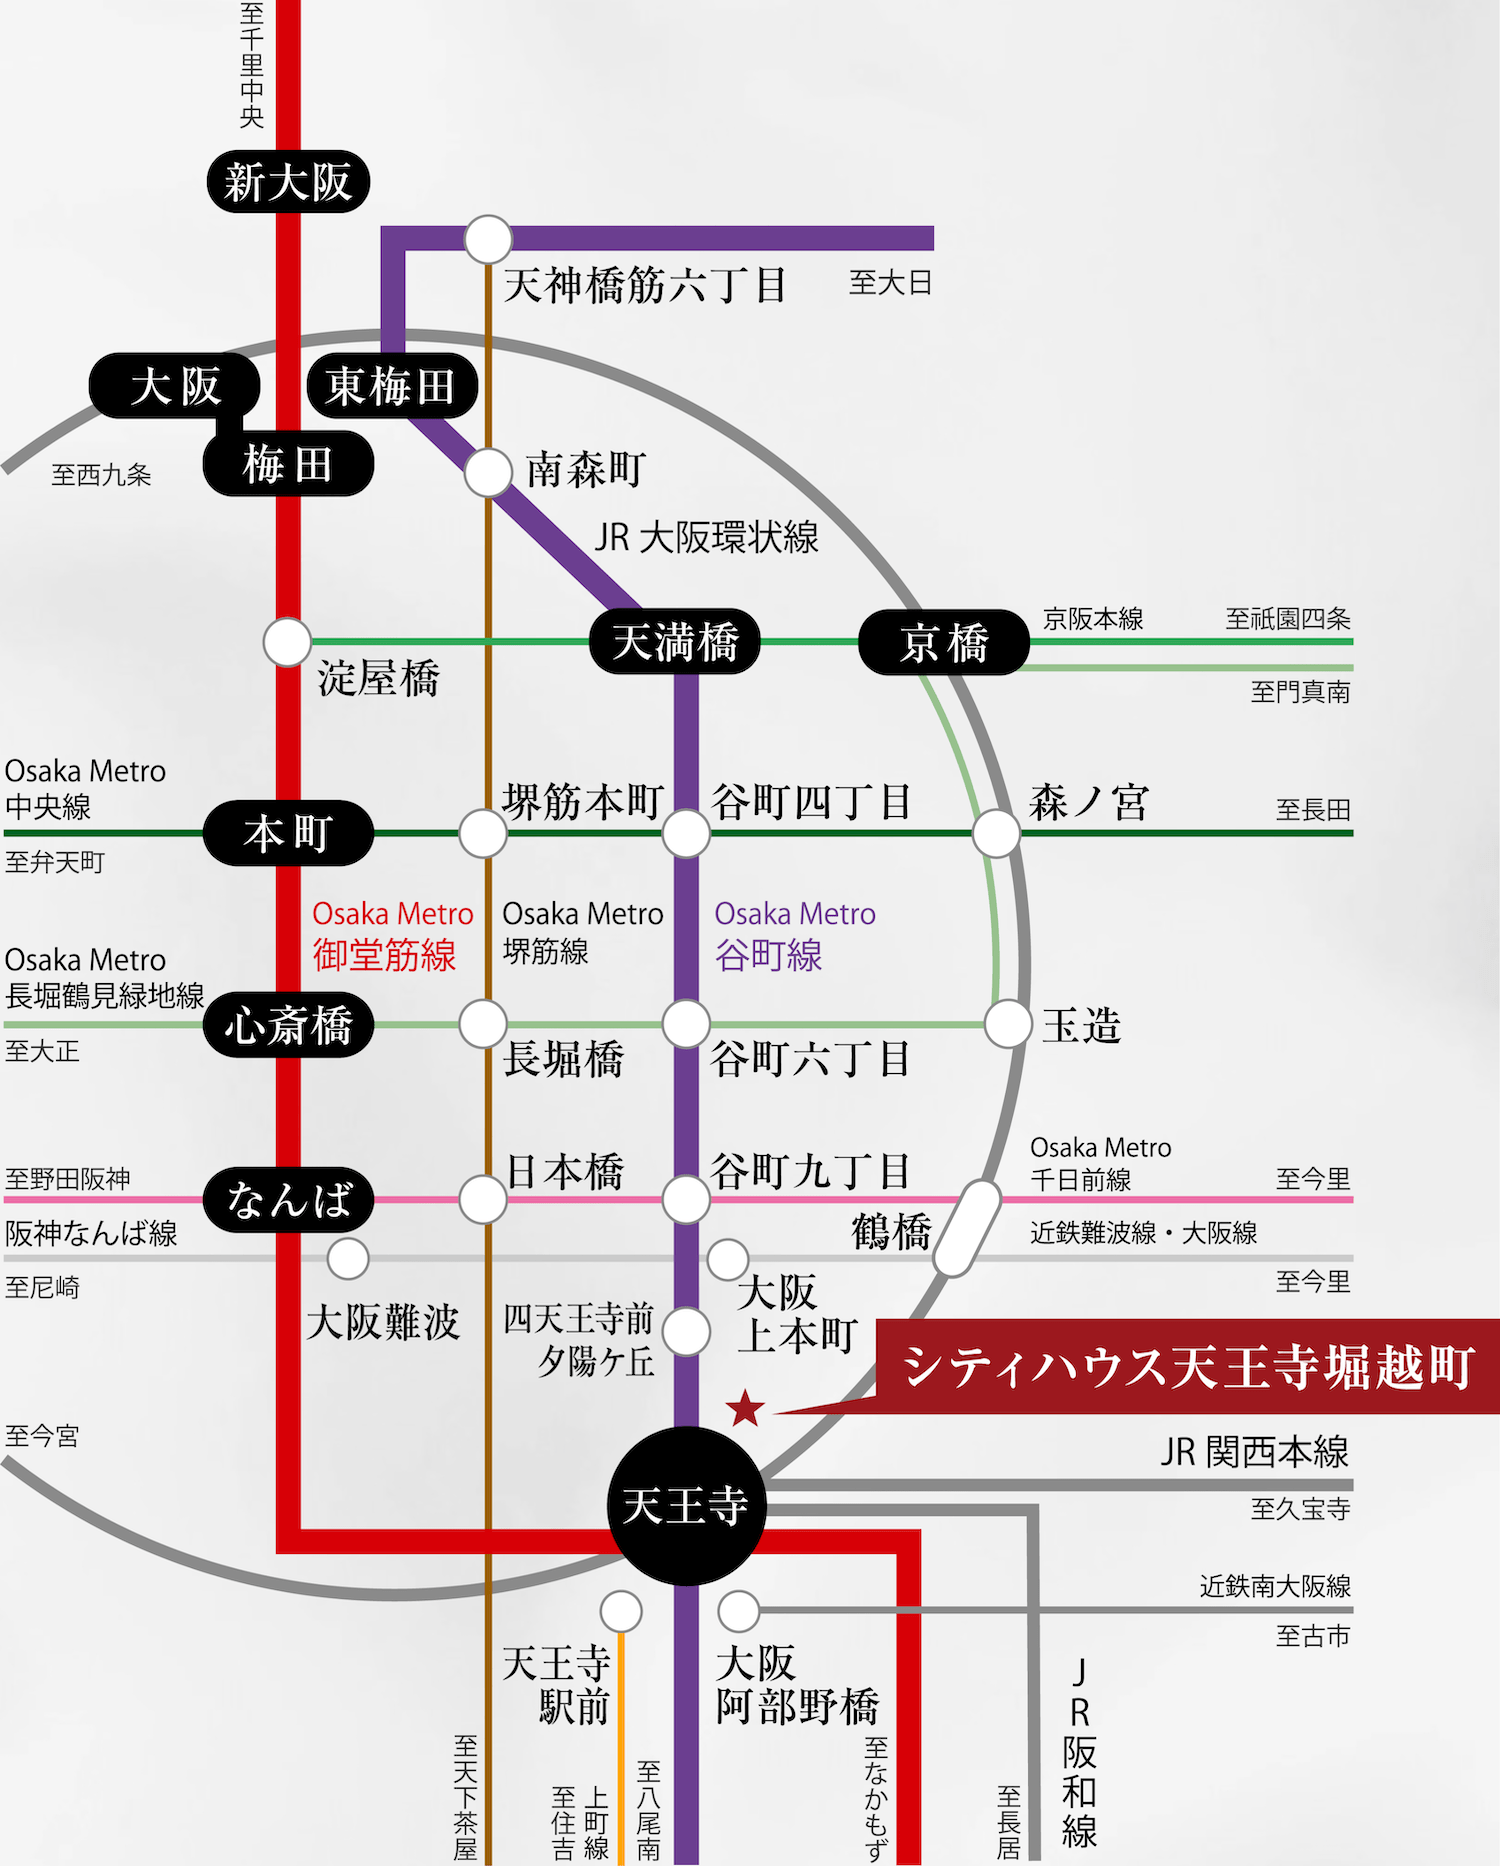 至千里中央
新大阪
天神橋筋六丁目
至大日
大阪
東梅田
梅田
至西九条
南森町
JR 大阪環状線
淀屋橋
天満橋
京橋
京阪本線
至祇園四条
至門真南
Osaka Metro
中央線
至弁天町
本町
堺筋本町
谷町四丁目
森ノ宮
至長田
Osaka Metro
御堂筋線
Osaka Metro
堺筋線
Osaka Metro
谷町線
Osaka Metro
長堀鶴見緑地線
至大正
心斎橋
長堀橋
谷町六丁目
玉造
至野田阪神
なんば
日本橋
谷町九丁目
鶴橋
Osaka Metro
千日前線
至今里
阪神なんば線
至尼崎
大阪難波
大阪
上本町
近鉄難波線・大阪線
至今里
四天王寺前
夕陽ケ丘
シティハウス天王寺堀越町
至今宮
天王寺
JR 関西本線
至久宝寺
近鉄南大阪線
至古市
天王寺
駅前
大阪
阿部野橋
至天下茶屋
上町線
至住吉
至八尾南
至なかもず
至長居
JR阪和線